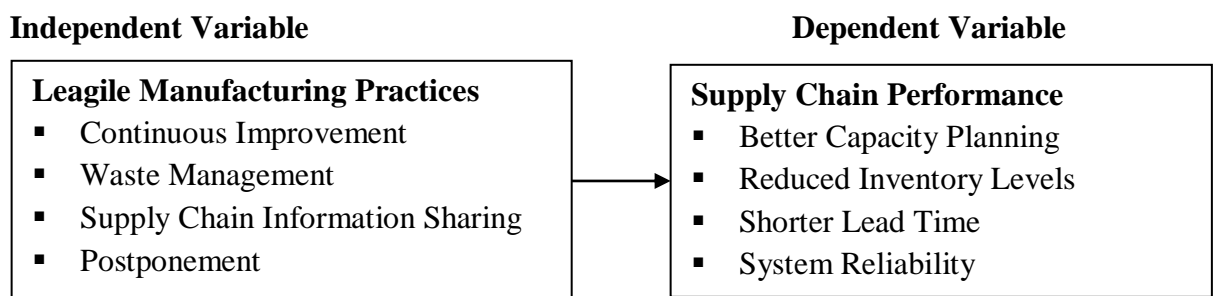 Independent Variable
Dependent Variable
Leagile Manufacturing Practices
▪ Continuous Improvement
▪ Waste Management
▪ Supply Chain Information Sharing
▪ Postponement
Supply Chain Performance
▪ Better Capacity Planning
▪ Reduced Inventory Levels
▪ Shorter Lead Time
▪ System Reliability